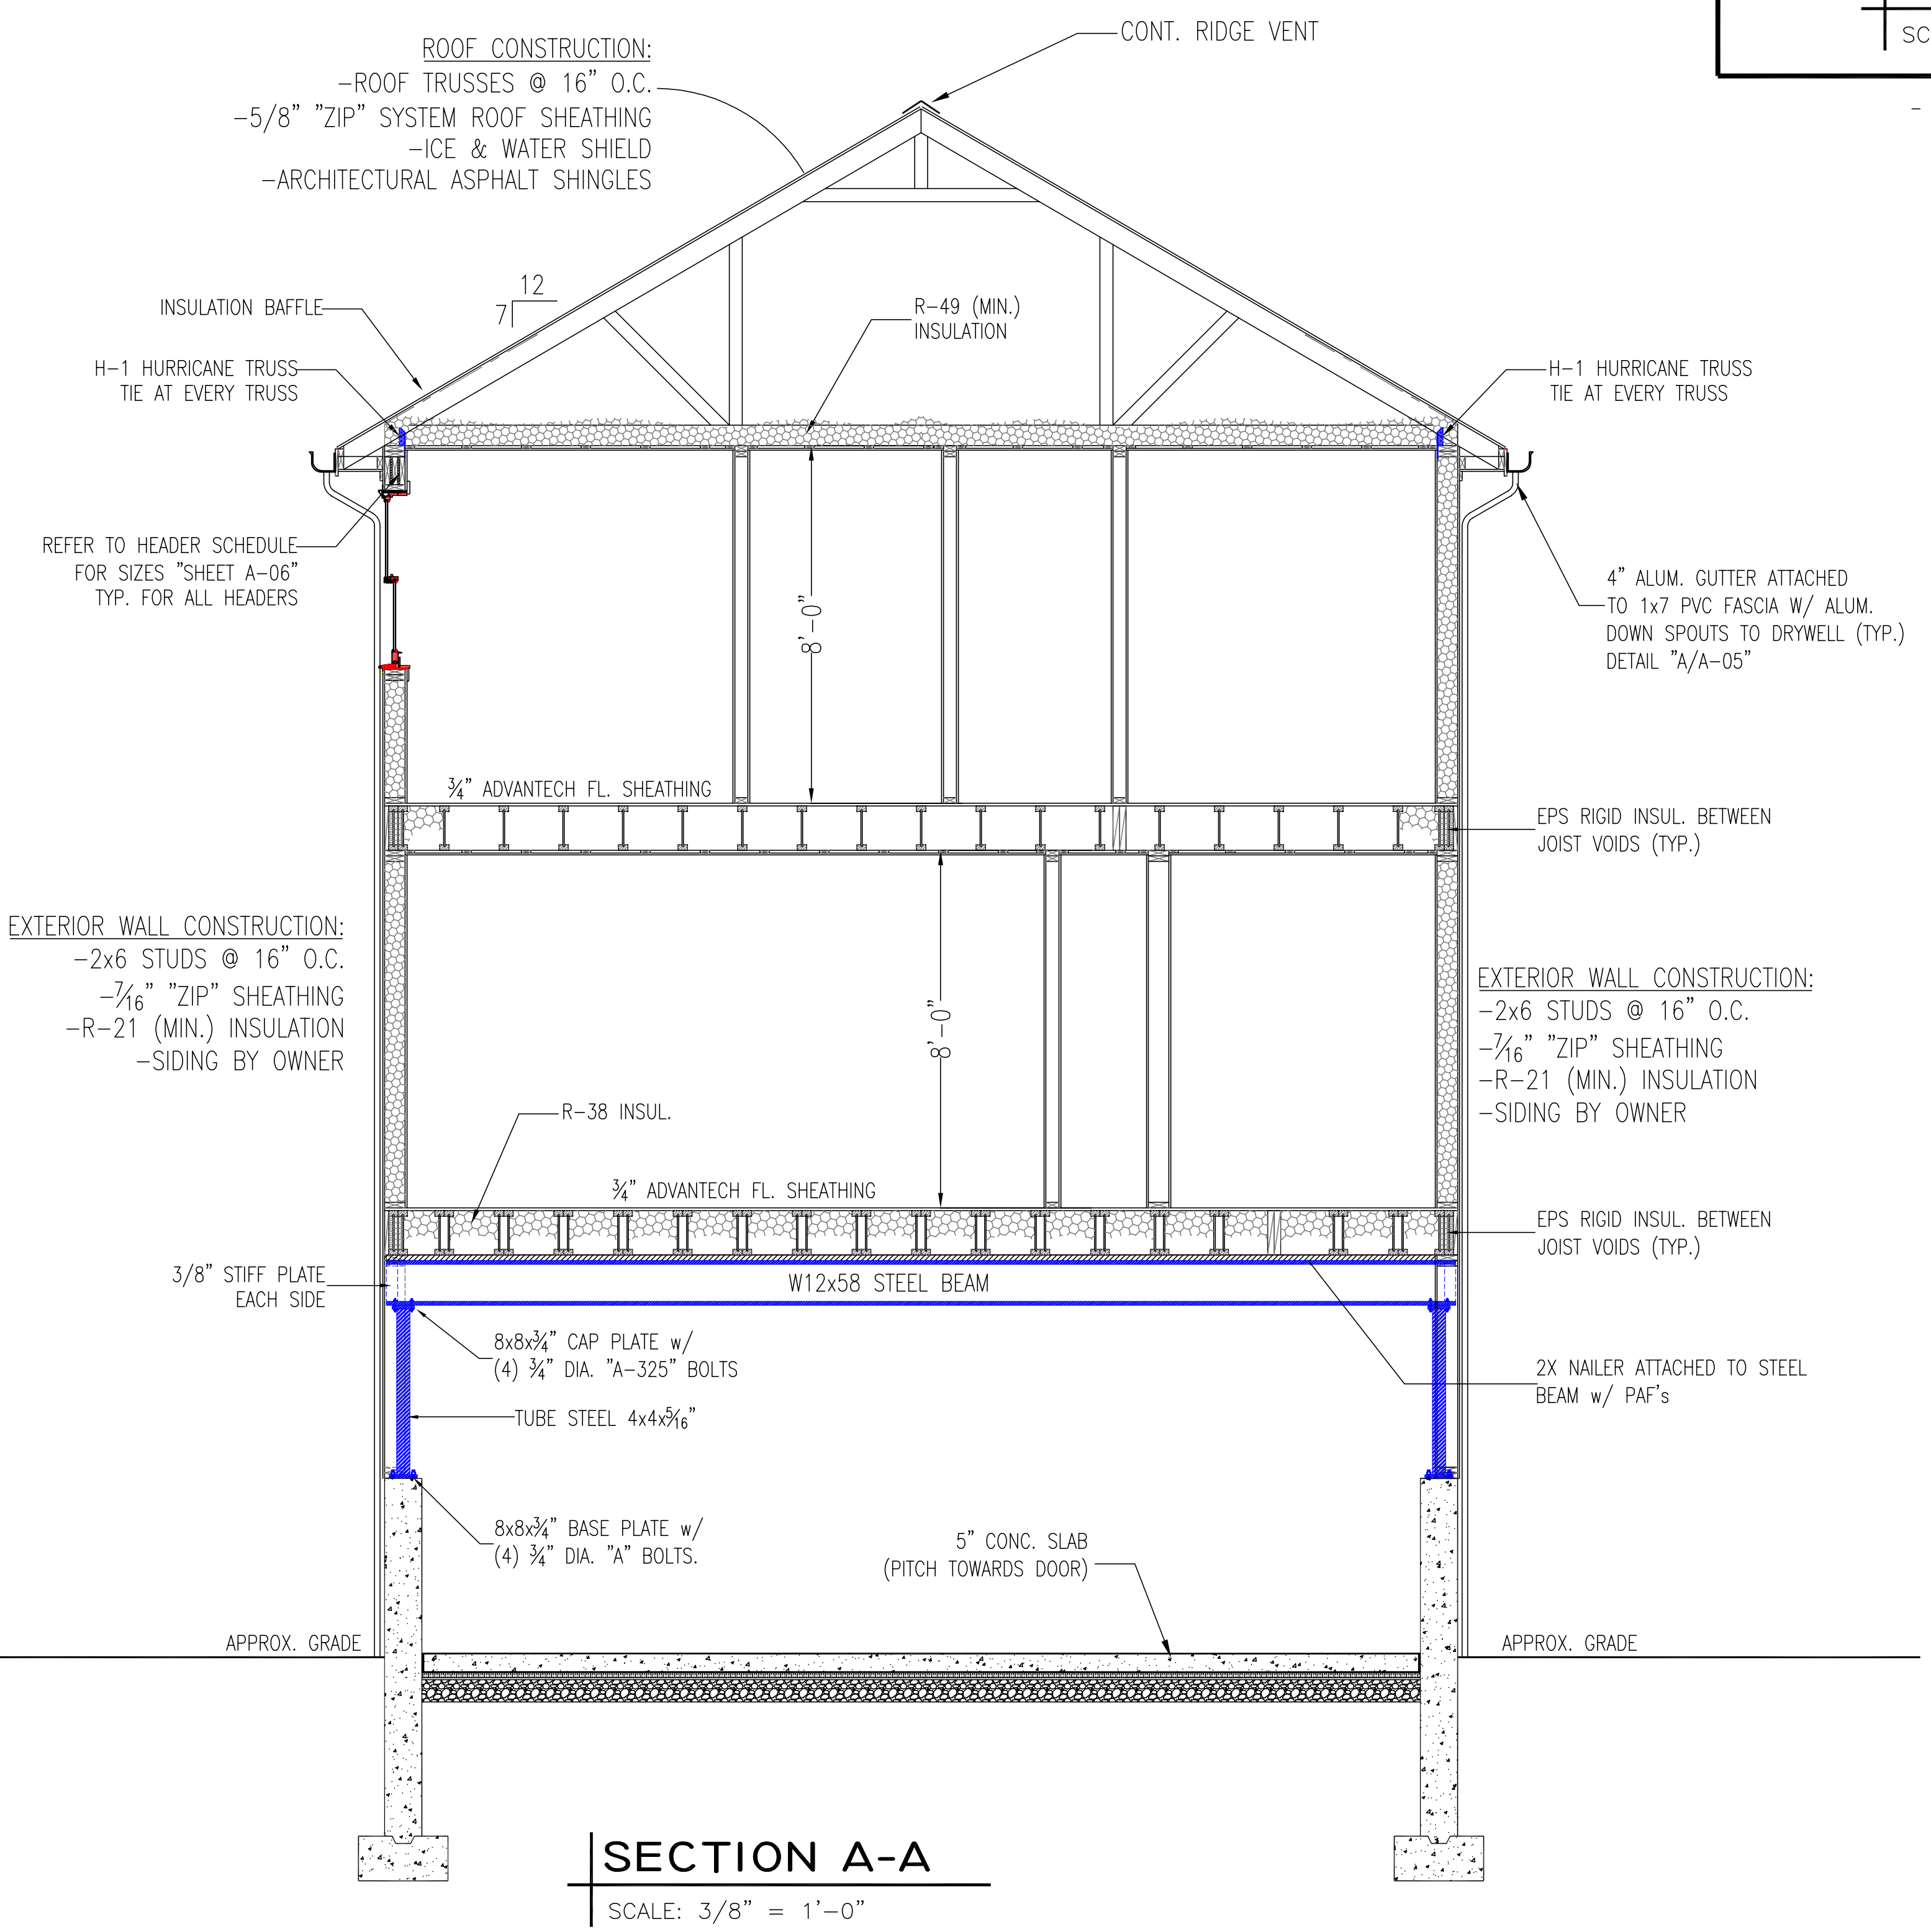 CONT. RIDGE VENT
SC
-
ROOF CONSTRUCTION:
-ROOF TRUSSES @ 16" O.C.
-5/8" "ZIP" SYSTEM ROOF SHEATHING
-ICE & WATER SHIELD
-ARCHITECTURAL ASPHALT SHINGLES
12
7
INSULATION BAFFLE
R-49 (MIN.)
INSULATION
H-1 HURRICANE TRUSS
TIE AT EVERY TRUSS
H-1 HURRICANE TRUSS
TIE AT EVERY TRUSS
REFER TO HEADER SCHEDULE
FOR SIZES "SHEET A-06"
TYP. FOR ALL HEADERS
8'-0"
4" ALUM. GUTTER ATTACHED
TO 1x7 PVC FASCIA W/ ALUM.
DOWN SPOUTS TO DRYWELL (TYP.)
DETAIL "A/A-05"
3/4" ADVANTECH FL. SHEATHING
EPS RIGID INSUL. BETWEEN
JOIST VOIDS (TYP.)
EXTERIOR WALL CONSTRUCTION:
-2x6 STUDS @ 16" O.C.
-7/16" "ZIP" SHEATHING
-R-21 (MIN.) INSULATION
-SIDING BY OWNER
8'-0"
EXTERIOR WALL CONSTRUCTION:
-2x6 STUDS @ 16" O.C.
-7/16" "ZIP" SHEATHING
-R-21 (MIN.) INSULATION
-SIDING BY OWNER
R-38 INSUL.
3/4" ADVANTECH FL. SHEATHING
EPS RIGID INSUL. BETWEEN
JOIST VOIDS (TYP.)
3/8" STIFF PLATE
EACH SIDE
W12x58 STEEL BEAM
8x8x3/4" CAP PLATE w/
(4) 3/4" DIA. "A-325" BOLTS
2X NAILER ATTACHED TO STEEL
BEAM w/ PAF's
TUBE STEEL 4x4x5/16"
8x8x3/4" BASE PLATE w/
(4) 3/4" DIA. "A" BOLTS.
5" CONC. SLAB
(PITCH TOWARDS DOOR)
APPROX. GRADE
APPROX. GRADE
SECTION A-A
SCALE: 3/8" = 1'-0"